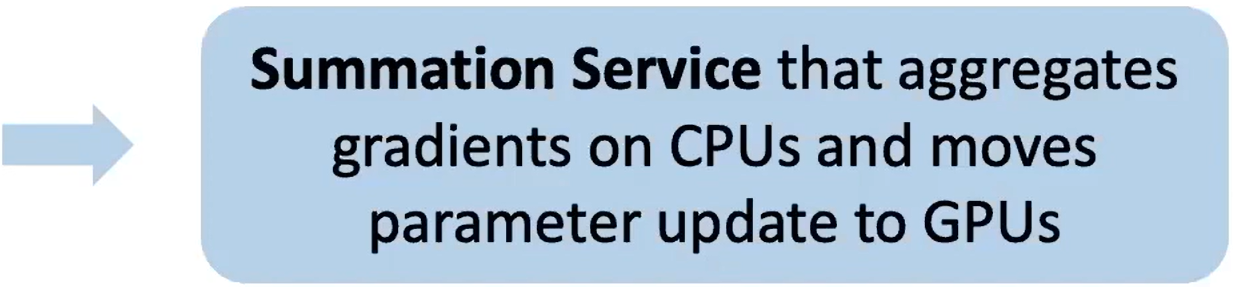 Summation Service that aggregates
gradients on CPUs and moves
parameter update to GPUs